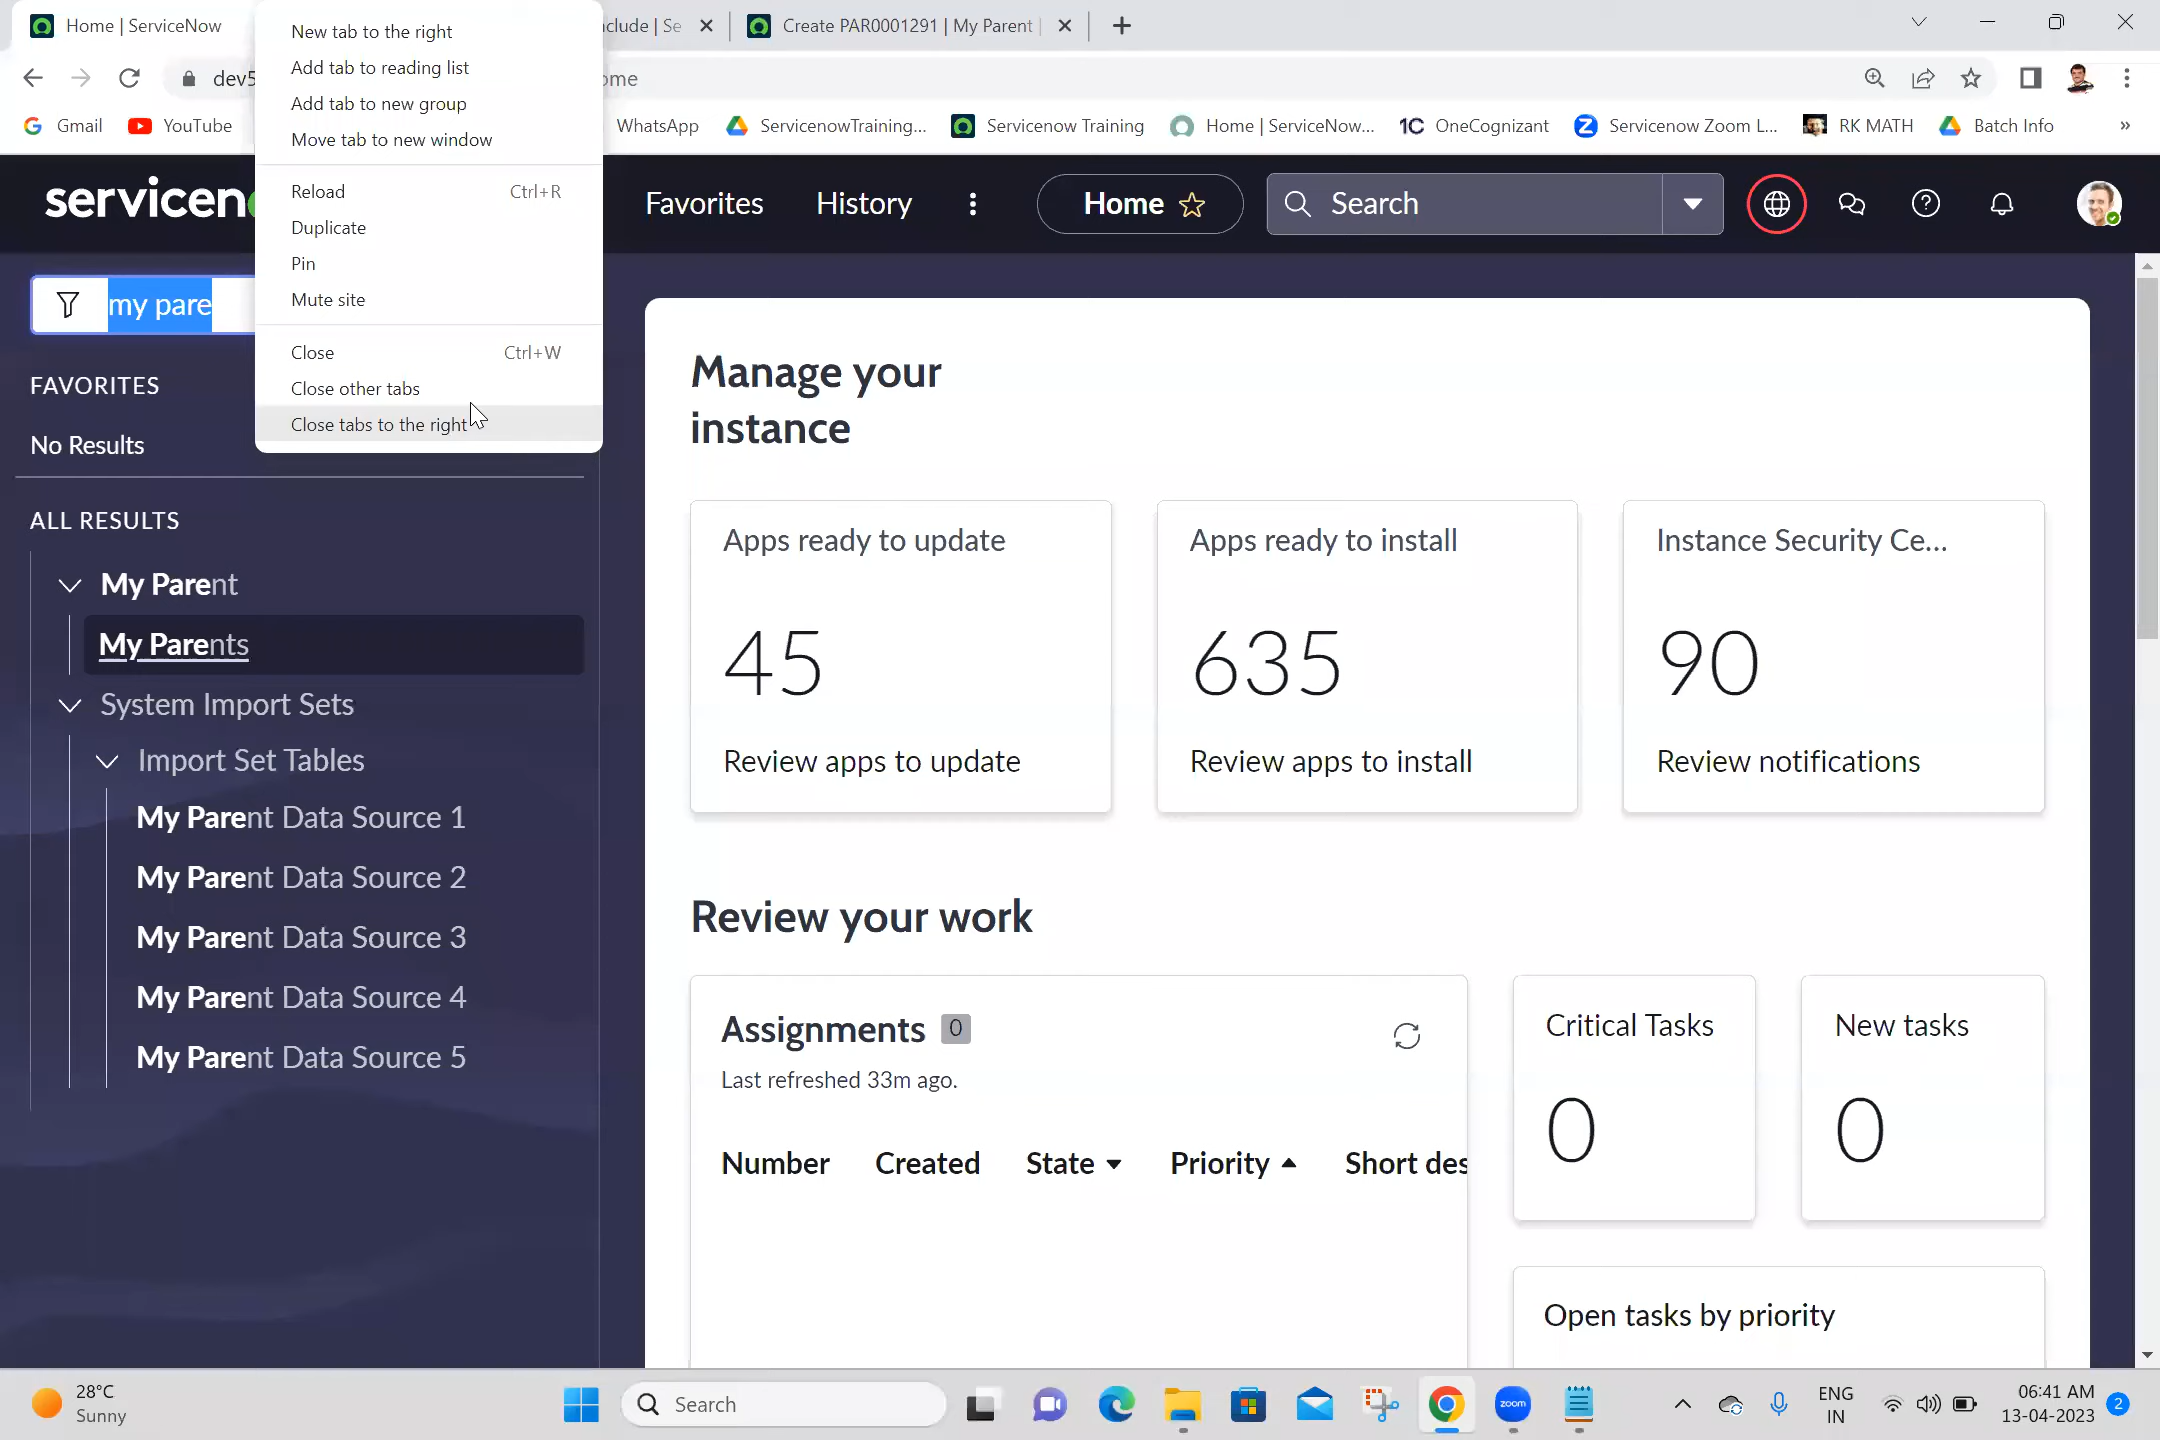 Home | ServiceNow
nclude | Se
Create PAR0001291 | My Parent
dev5
ome
Gmail
YouTube
WhatsApp
ServicenowTraining...
Servicenow Training
Home | ServiceNow...
1C OneCognizant
Servicenow Zoom L...
RK MATH
Batch Info
»
New tab to the right
Add tab to reading list
Add tab to new group
Move tab to new window
Reload Ctrl+R
Duplicate
Pin
Mute site
Close Ctrl+W
Close other tabs
Close tabs to the right
servicen
Favorites
History
Home
Search
my pare
FAVORITES
No Results
ALL RESULTS
My Parent
My Parents
System Import Sets
Import Set Tables
My Parent Data Source 1
My Parent Data Source 2
My Parent Data Source 3
My Parent Data Source 4
My Parent Data Source 5
Manage your
instance
Apps ready to update
45
Review apps to update
Apps ready to install
635
Review apps to install
Instance Security Ce...
90
Review notifications
Review your work
Assignments 0
Last refreshed 33m ago.
Number Created State Priority Short des
Critical Tasks
0
New tasks
0
Open tasks by priority
28°C
Sunny
Search
zoom
ENG
IN
06:41 AM
13-04-2023
2